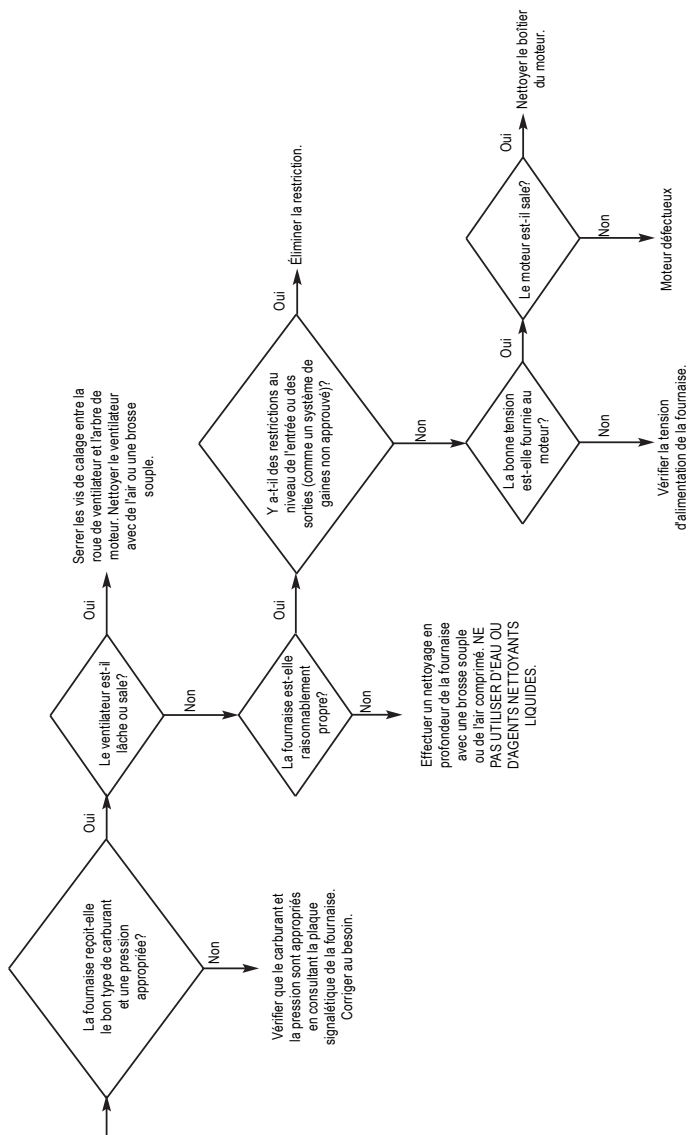 La fournaise reçoit-elle
le bon type de carburant
et une pression
appropriée?
Oui
Non
Vérifier que le carburant et
la pression sont appropriés
en consultant la plaque
signalétique de la fournaise.
Corriger au besoin.
Le ventilateur est-il
lâche ou sale?
Oui
Serrer les vis de calage entre la
roue de ventilateur et l'arbre de
moteur. Nettoyer le ventilateur
avec de l'air ou une brosse
souple.
Non
La fournaise est-elle
raisonnablement
propre?
Non
Effectuer un nettoyage en
profondeur de la fournaise
avec une brosse souple
ou de l'air comprimé. NE
PAS UTILISER D'EAU OU
D'AGENTS NETTOYANTS
LIQUIDES.
Oui
Y a-t-il des restrictions au
niveau de l'entrée ou des
sorties (comme un système de
gaines non approuvé)?
Oui
Éliminer la restriction.
Non
La bonne tension
est-elle fournie au
moteur?
Non
Vérifier la tension
d'alimentation de la fournaise.
Oui
Le moteur est-il sale?
Oui
Nettoyer le boîtier
du moteur.
Non
Moteur défectueux